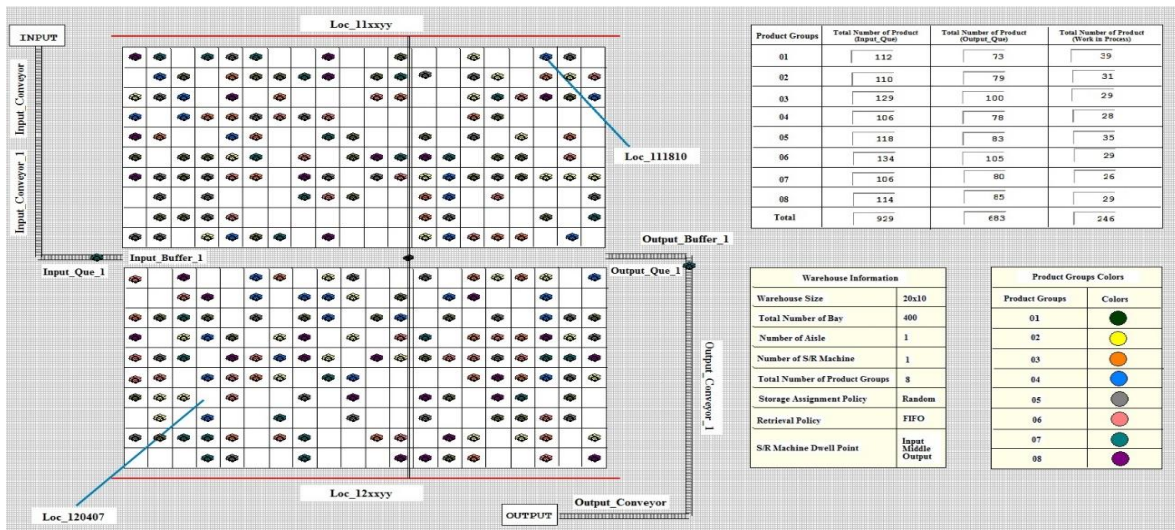 INPUT
Input_Conveyor
Input_Conveyor_1
Loc_11xxyy
Loc_111810
Input_Que_1
Input_Buffer_1
Output_Buffer_1
Output_Que_1
Output_Conveyor_1
Loc_12xxyy
Loc_120407
OUTPUT
Output_Conveyor
Product Groups Total Number of Product (Input_Que) Total Number of Product (Output_Que) Total Number of Product (Work in Process)
01 112 73 39
02 110 79 31
03 129 100 29
04 106 78 28
05 118 83 35
06 134 105 29
07 106 80 26
08 114 85 29
Total 929 683 246
Warehouse Information
Warehouse Size 20x10
Total Number of Bay 400
Number of Aisle 1
Number of S/R Machine 1
Total Number of Product Groups 8
Storage Assignment Policy Random
Retrieval Policy FIFO
S/R Machine Dwell Point Input Middle Output
Product Groups Colors
Product Groups Colors
01
02
03
04
05
06
07
08